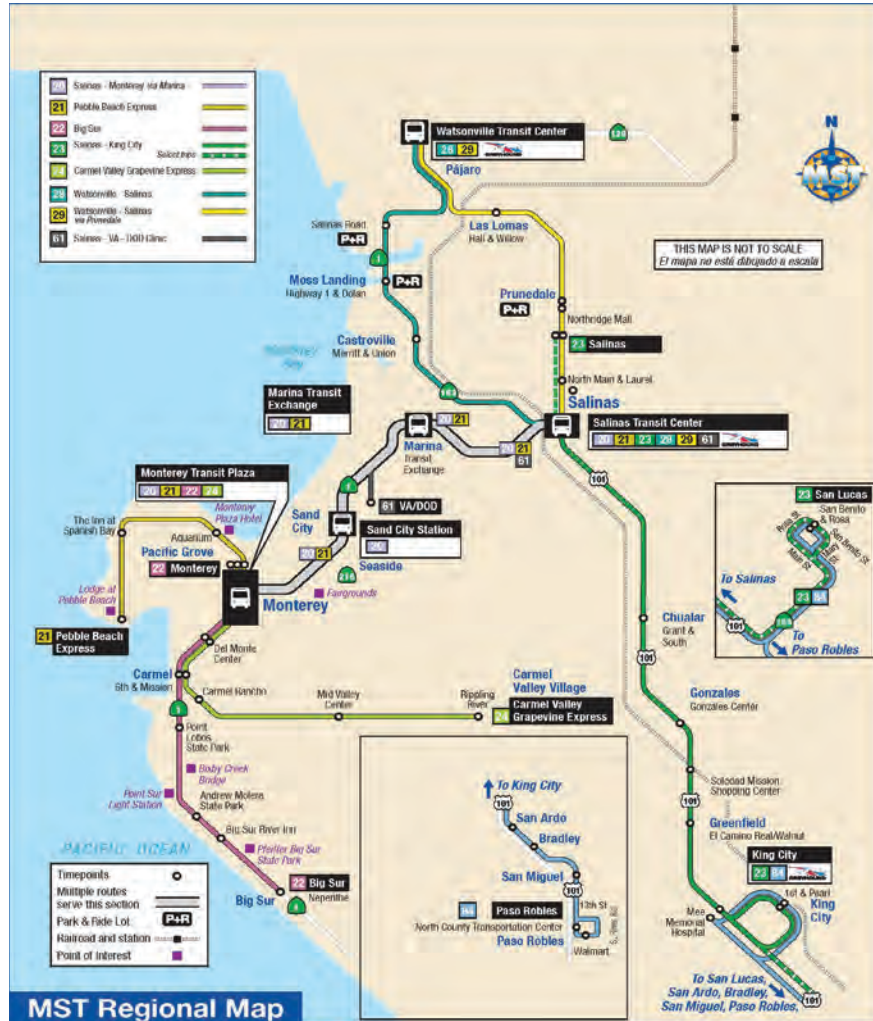 20 Salinas - Monterey via Marina
21 Pebble Beach Express
22 Big Sur
23 Salinas - King City
Select trips
24 Carmel Valley Grapevine Express
28 Watsonville - Salinas
29 Watsonville - Salinas
via Prunedale
61 Salinas - VA - DOD Clinic
N
MST
THIS MAP IS NOT TO SCALE
El mapa no está dibujado a escala
Watsonville Transit Center
28 29
129
Pájaro
Salinas Road
P+R
Las Lomas
Hall & Willow
1
Moss Landing
P+R
Highway 1 & Dolan
Prunedale
P+R
Northridge Mall
23 Salinas
Castroville
Merritt & Union
Monterey
Bay
183
North Main & Laurel
Salinas
Marina Transit
Exchange
20 21
20 21
Marina
Transit
Exchange
20 21
61
Salinas Transit Center
20 21 23 28 29 61
101
Monterey Transit Plaza
20 21 22 24
1
61 VA/DOD
Sand
City
Sand City Station
20
20 21
Seaside
218
Fairgrounds
The Inn at
Spanish Bay
Monterey
Plaza Hotel
Aquarium
Pacific Grove
22 Monterey
Monterey
Lodge at
Pebble Beach
21 Pebble Beach
Express
Del Monte
Center
Carmel
6th & Mission
Carmel Rancho
Mid Valley
Center
Rippling
River
Carmel
Valley Village
24 Carmel Valley
Grapevine Express
1
Point
Lobos
State Park
Bixby Creek
Bridge
Point Sur
Light Station
Andrew Molera
State Park
Big Sur River Inn
Pfeiffer Big Sur
State Park
22 Big Sur
Nepenthe
Big Sur
1
PACIFIC OCEAN
23 San Lucas
San Benito
& Rosa
Rosa St
San Benito St
Main St
23 84
To Salinas
101
To
Paso Robles
Chualar
Grant &
South
101
Gonzales
Gonzales Center
Soledad Mission
Shopping Center
101
Greenfield
El Camino Real/Walnut
King City
23 84
1st & Pearl
King
City
Mee
Memorial
Hospital
101
To San Lucas,
San Ardo, Bradley,
San Miguel, Paso Robles,
To King City
101
San Ardo
Bradley
San Miguel
101
84 Paso Robles
13th St
North County Transportation Center
Paso Robles
Walmart
Timepoints
Multiple routes
serve this section
Park & Ride Lot P+R
Railroad and station
Point of Interest
MST Regional Map